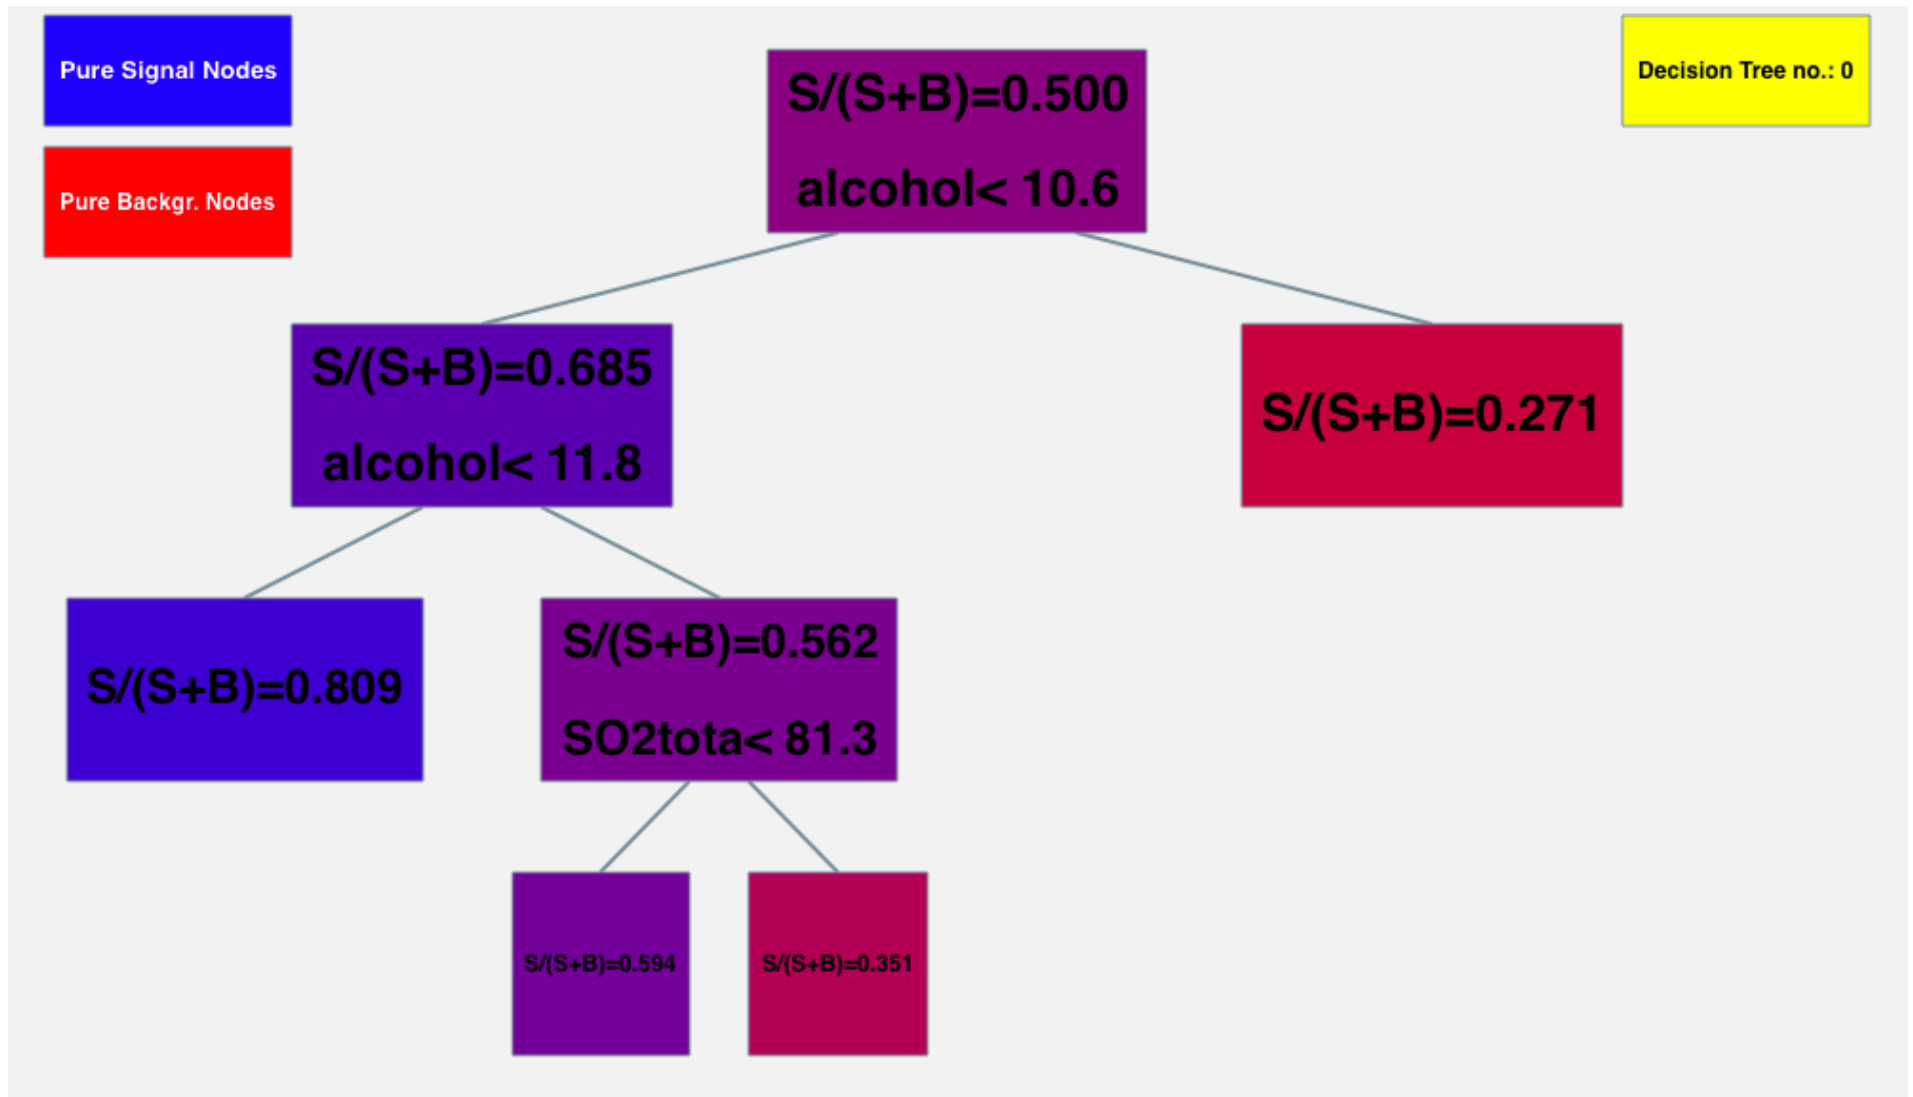 Pure Signal Nodes
Pure Backgr. Nodes
Decision Tree no.: 0
S/(S+B)=0.500
alcohol< 10.6
S/(S+B)=0.685
alcohol< 11.8
S/(S+B)=0.271
S/(S+B)=0.809
S/(S+B)=0.562
SO2tota< 81.3
S/(S+B)=0.594
S/(S+B)=0.351